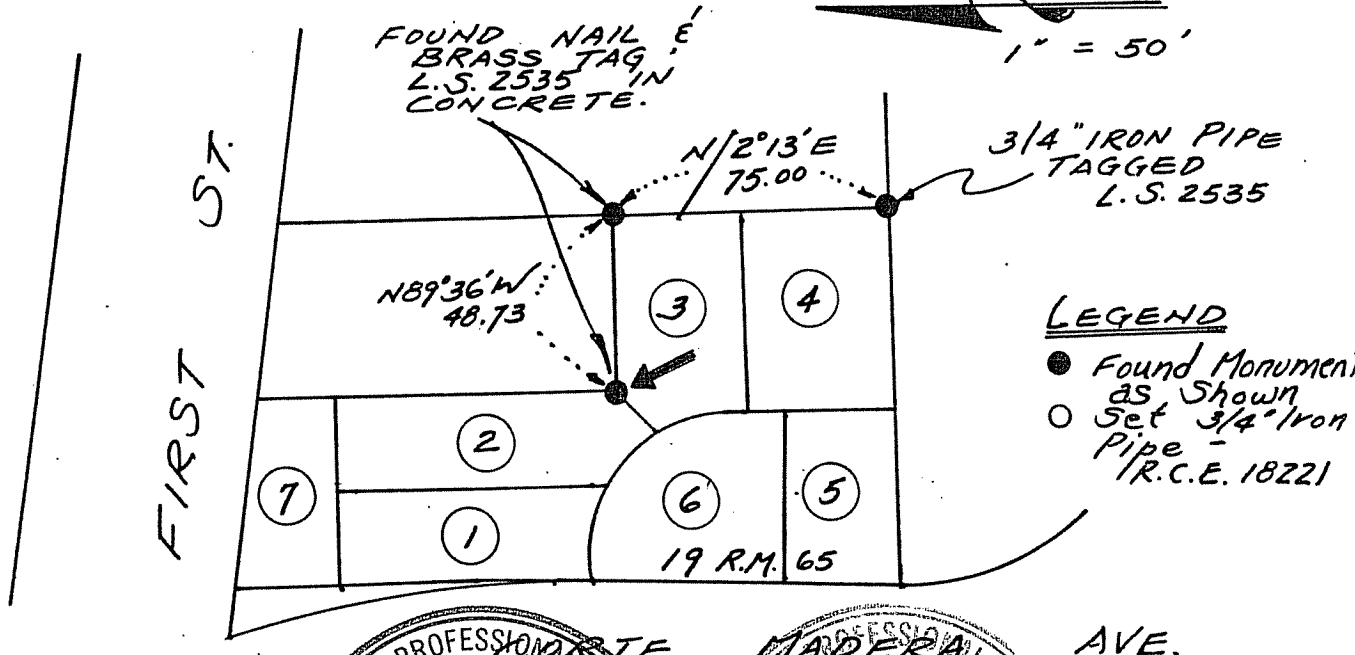 FOUND NAIL &
BRASS TAG
L.S. 2535 IN
CONCRETE.
1" = 50'
N/2°13'E
75.00
3/4" IRON PIPE
TAGGED
L.S. 2535
N89°36'W
48.73
FIRST ST.
3
4
2
7
1
6
5
19 R.M. 65
LEGEND
Found Monument
as Shown
Set 3/4" Iron
Pipe -
R.C.E. 18221
PROFESSION
MADERA AVE.